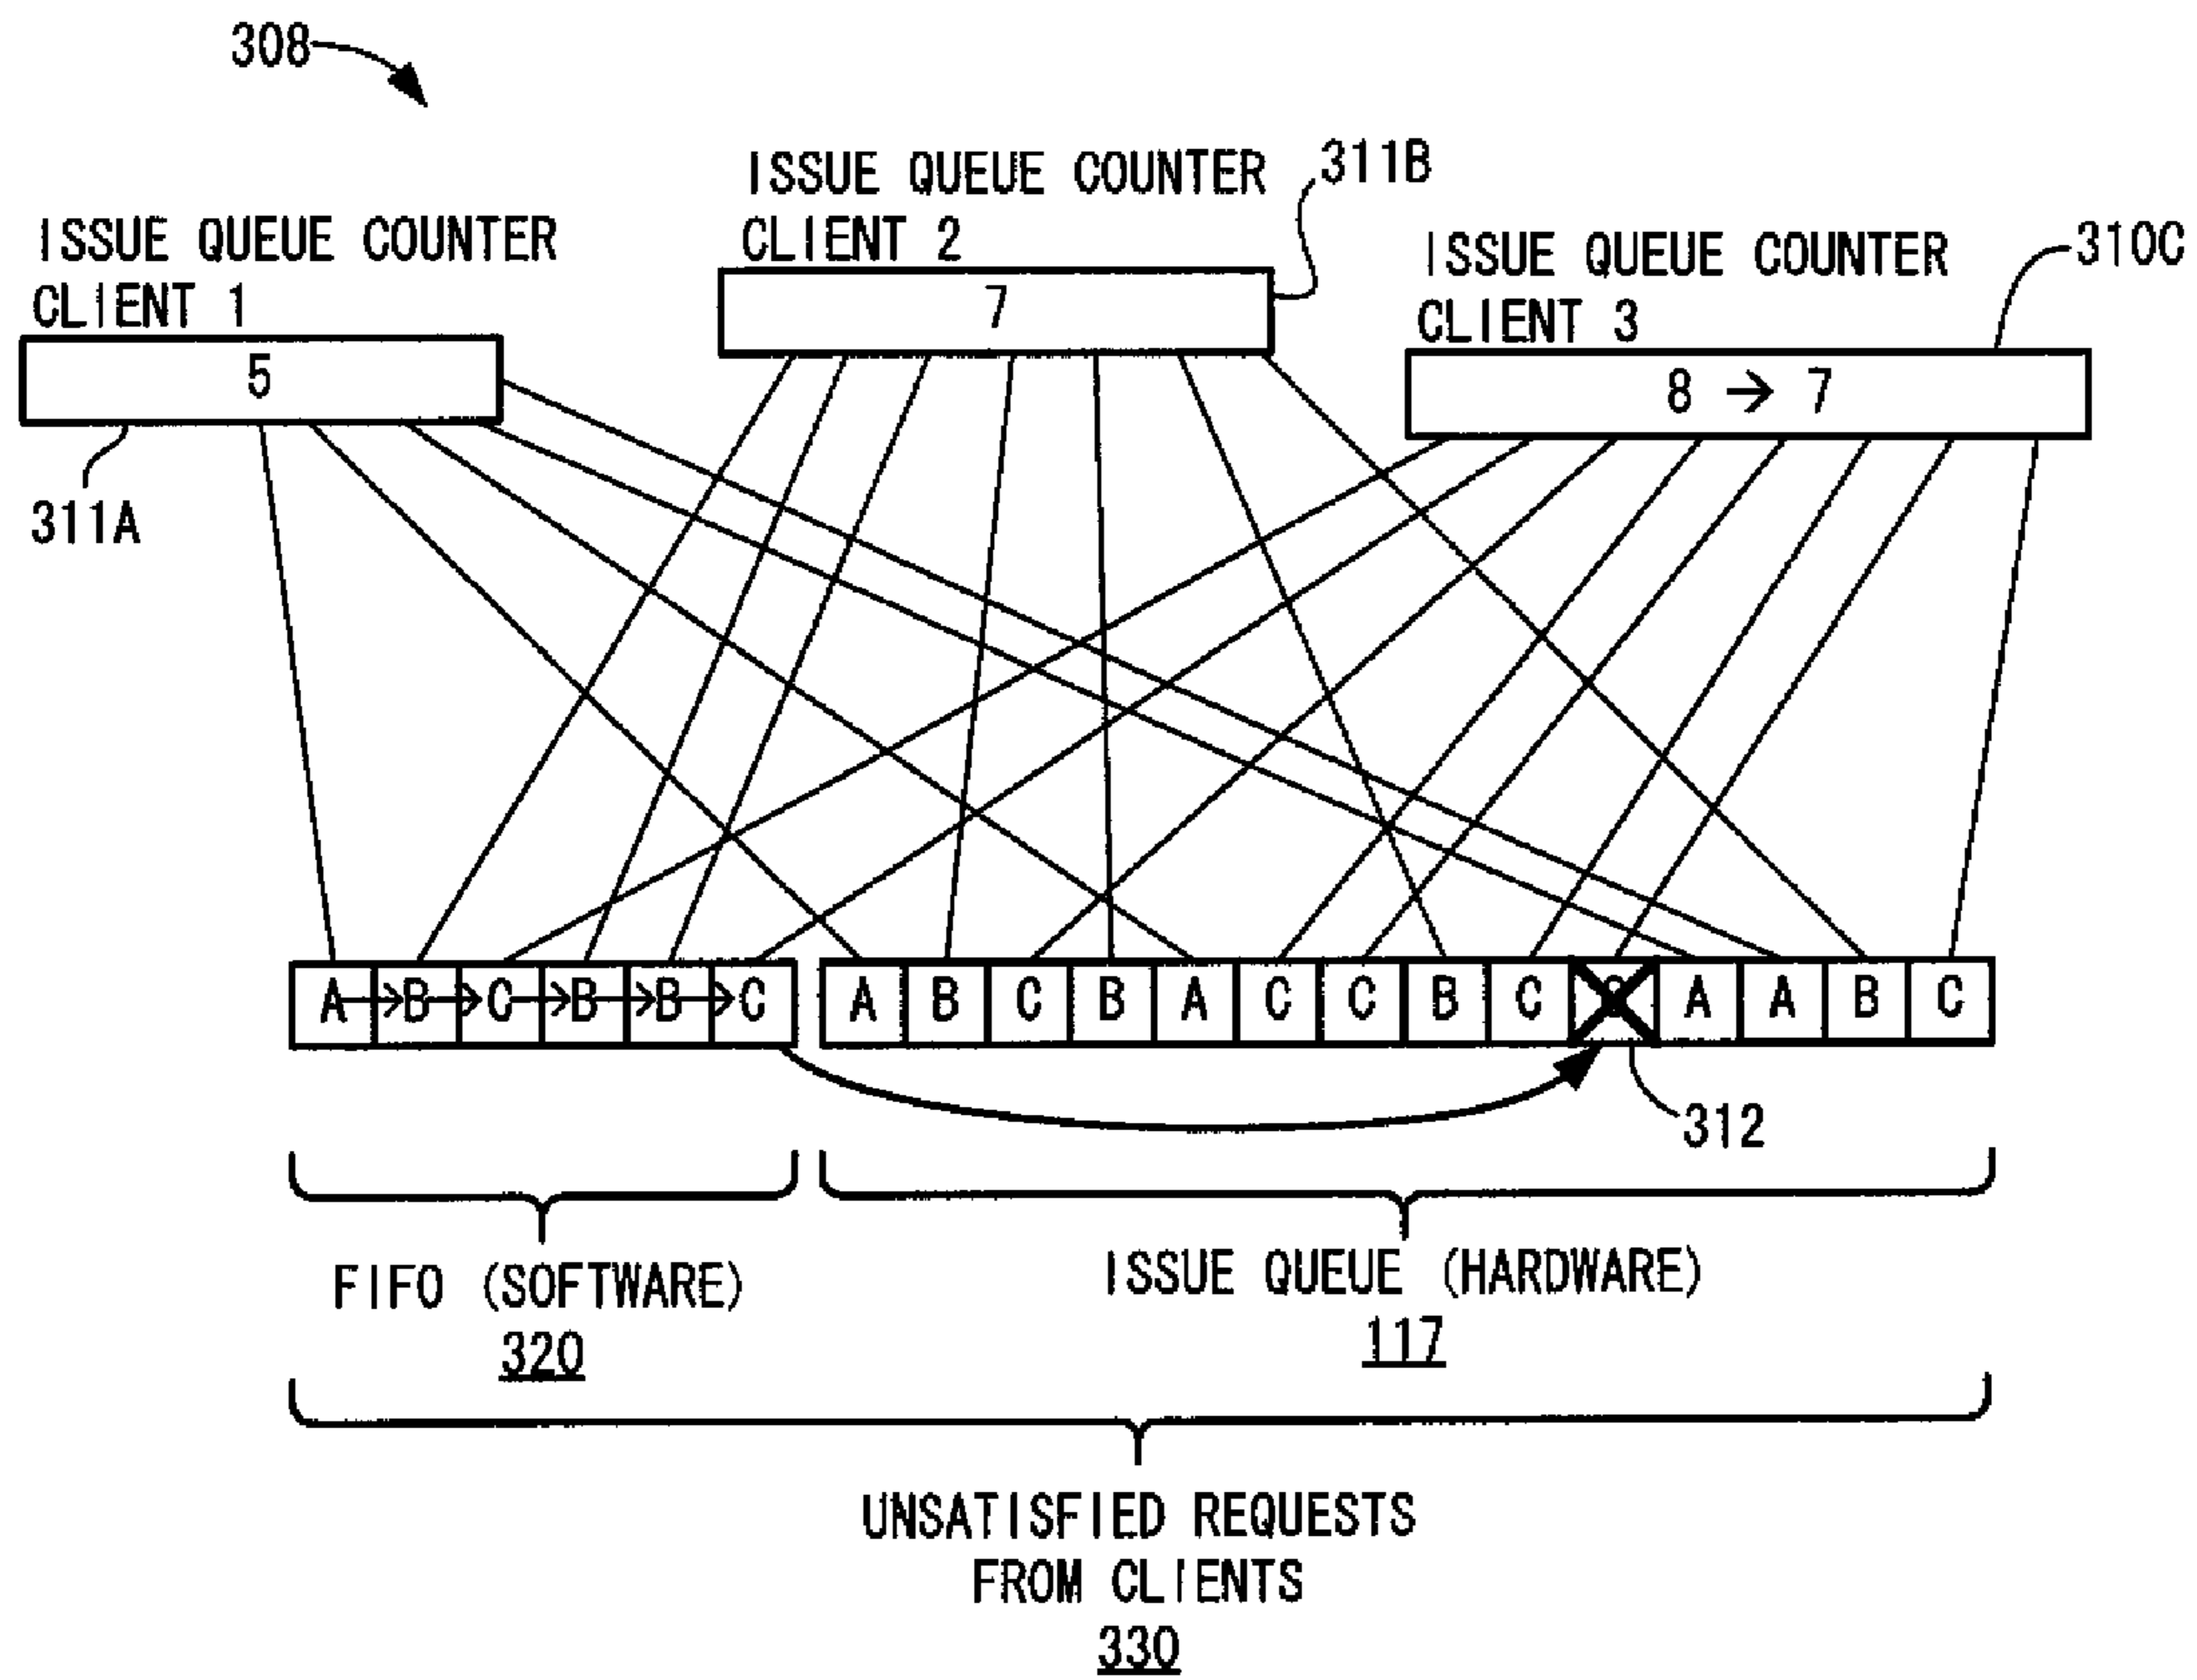 308
ISSUE QUEUE COUNTER
CLIENT 1
5
311A
ISSUE QUEUE COUNTER
CLIENT 2
7
311B
ISSUE QUEUE COUNTER
CLIENT 3
8 → 7
310C
A→B→C→B→B→C
A B C B A C C B C C A A B C
312
FIFO (SOFTWARE)
320
ISSUE QUEUE (HARDWARE)
117
UNSATISFIED REQUESTS
FROM CLIENTS
330